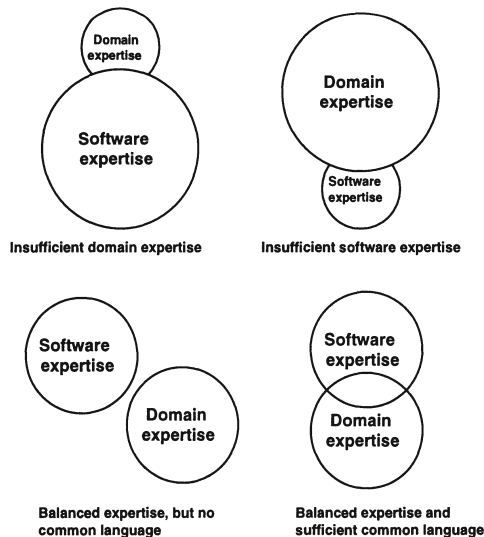 Domain
expertise
Software
expertise
Insufficient domain expertise
Domain
expertise
Software
expertise
Insufficient software expertise
Software
expertise
Domain
expertise
Balanced expertise, but no
common language
Software
expertise
Domain
expertise
Balanced expertise and
sufficient common language